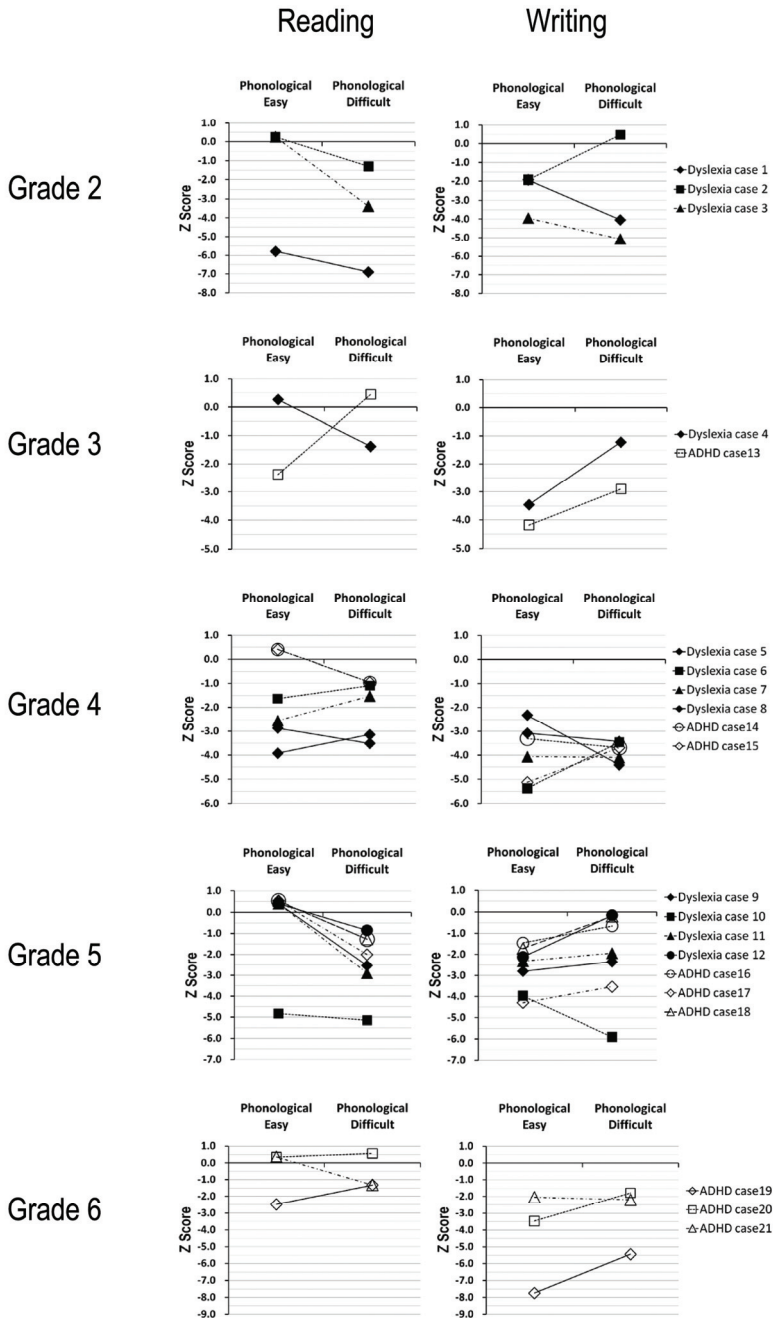 Reading Writing
Grade 2
Phonological Easy Phonological Difficult
Z Score
1.0
0.0
-1.0
-2.0
-3.0
-4.0
-5.0
-6.0
-7.0
-8.0
Phonological Easy Phonological Difficult
Z Score
1.0
0.0
-1.0
-2.0
-3.0
-4.0
-5.0
-6.0
-7.0
-8.0
Dyslexia case 1
Dyslexia case 2
Dyslexia case 3
Grade 3
Phonological Easy Phonological Difficult
Z Score
1.0
0.0
-1.0
-2.0
-3.0
-4.0
-5.0
Phonological Easy Phonological Difficult
Z Score
1.0
0.0
-1.0
-2.0
-3.0
-4.0
-5.0
Dyslexia case 4
ADHD case13
Grade 4
Phonological Easy Phonological Difficult
Z Score
1.0
0.0
-1.0
-2.0
-3.0
-4.0
-5.0
-6.0
Phonological Easy Phonological Difficult
Z Score
1.0
0.0
-1.0
-2.0
-3.0
-4.0
-5.0
-6.0
Dyslexia case 5
Dyslexia case 6
Dyslexia case 7
Dyslexia case 8
ADHD case14
ADHD case15
Grade 5
Phonological Easy Phonological Difficult
Z Score
1.0
0.0
-1.0
-2.0
-3.0
-4.0
-5.0
-6.0
-7.0
Phonological Easy Phonological Difficult
Z Score
1.0
0.0
-1.0
-2.0
-3.0
-4.0
-5.0
-6.0
-7.0
Dyslexia case 9
Dyslexia case 10
Dyslexia case 11
Dyslexia case 12
ADHD case16
ADHD case17
ADHD case18
Grade 6
Phonological Easy Phonological Difficult
Z Score
1.0
0.0
-1.0
-2.0
-3.0
-4.0
-5.0
-6.0
-7.0
-8.0
-9.0
Phonological Easy Phonological Difficult
Z Score
1.0
0.0
-1.0
-2.0
-3.0
-4.0
-5.0
-6.0
-7.0
-8.0
-9.0
ADHD case19
ADHD case20
ADHD case21